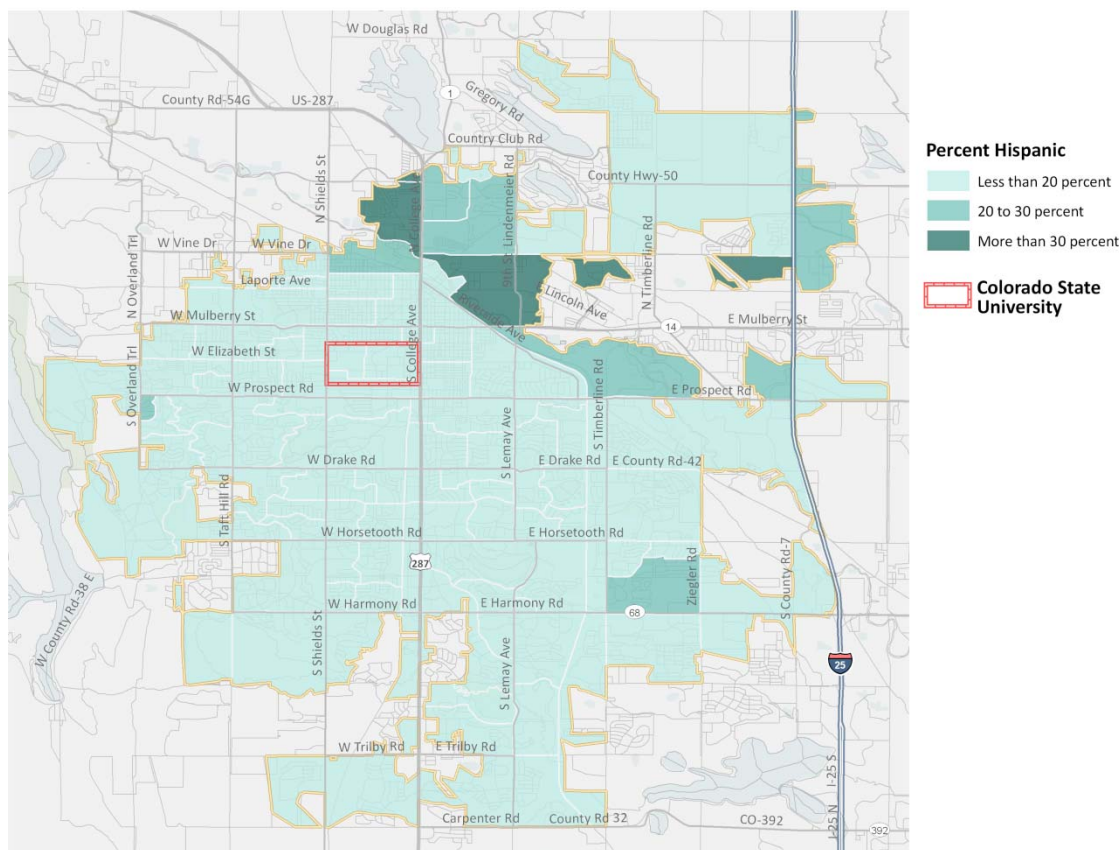 W Douglas Rd
County Rd-54G
US-287
1
Gregory Rd
Country Club Rd
County Hwy-50
N Shields St
N College
Lindenmeier Rd
9th St
N Timberline Rd
W Vine Dr
W Vine Dr
N Overland Trl
Laporte Ave
Lincoln Ave
Riverside Ave
14
E Mulberry St
W Mulberry St
W Elizabeth St
S College Ave
S Overland Trl
W Prospect Rd
E Prospect Rd
S Lemay Ave
S Timberline Rd
W Drake Rd
E Drake Rd
E County Rd-42
S Taft Hill Rd
W Horsetooth Rd
E Horsetooth Rd
287
Ziegler Rd
S County Rd-7
W County Rd-38 E
W Harmony Rd
E Harmony Rd
68
S Shields St
S Lemay Ave
25
W Trilby Rd
E Trilby Rd
I-25 S
I-25 N
Carpenter Rd
County Rd 32
CO-392
392
Percent Hispanic
Less than 20 percent
20 to 30 percent
More than 30 percent
Colorado State
University